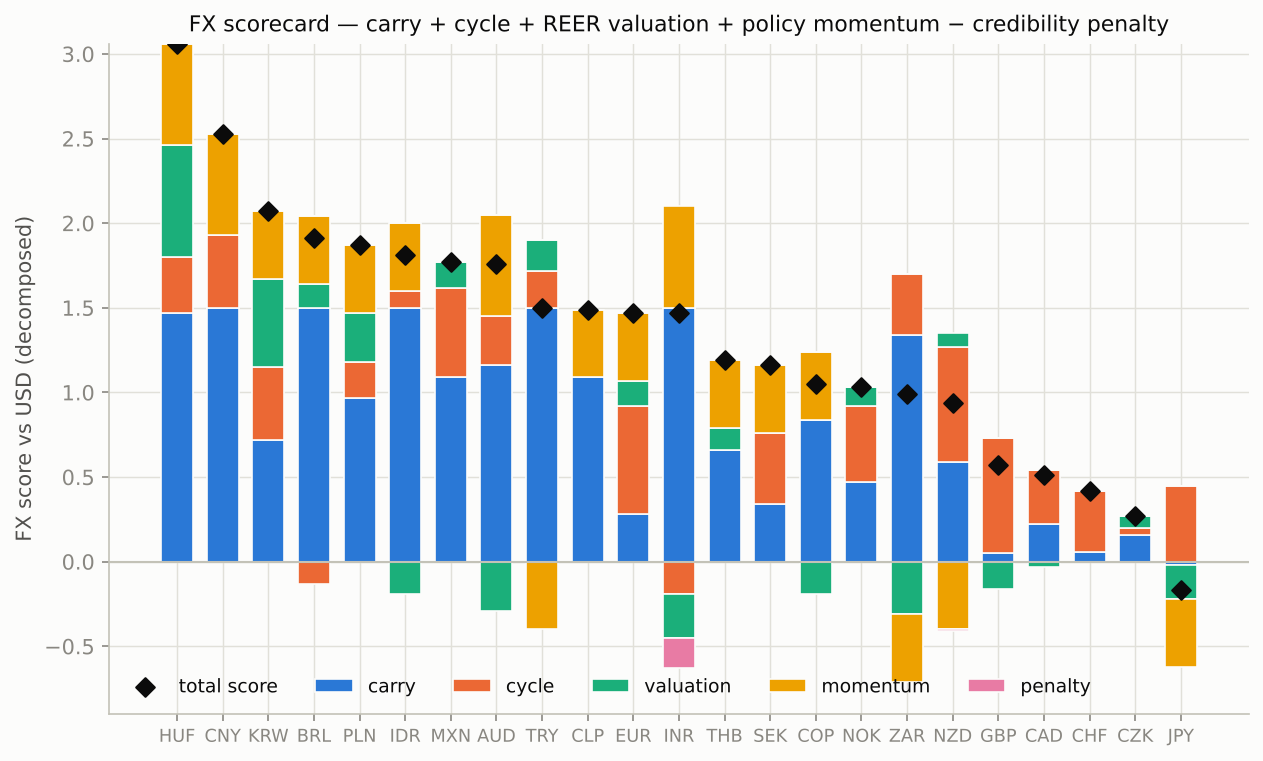 FX scorecard — carry + cycle + REER valuation + policy momentum − credibility penalty
FX score vs USD (decomposed)
3.0
2.5
2.0
1.5
1.0
0.5
0.0
−0.5
total score carry cycle valuation momentum penalty
HUF CNY KRW BRL PLN IDR MXN AUD TRY CLP EUR INR THB SEK COP NOK ZAR NZD GBP CAD CHF CZK JPY